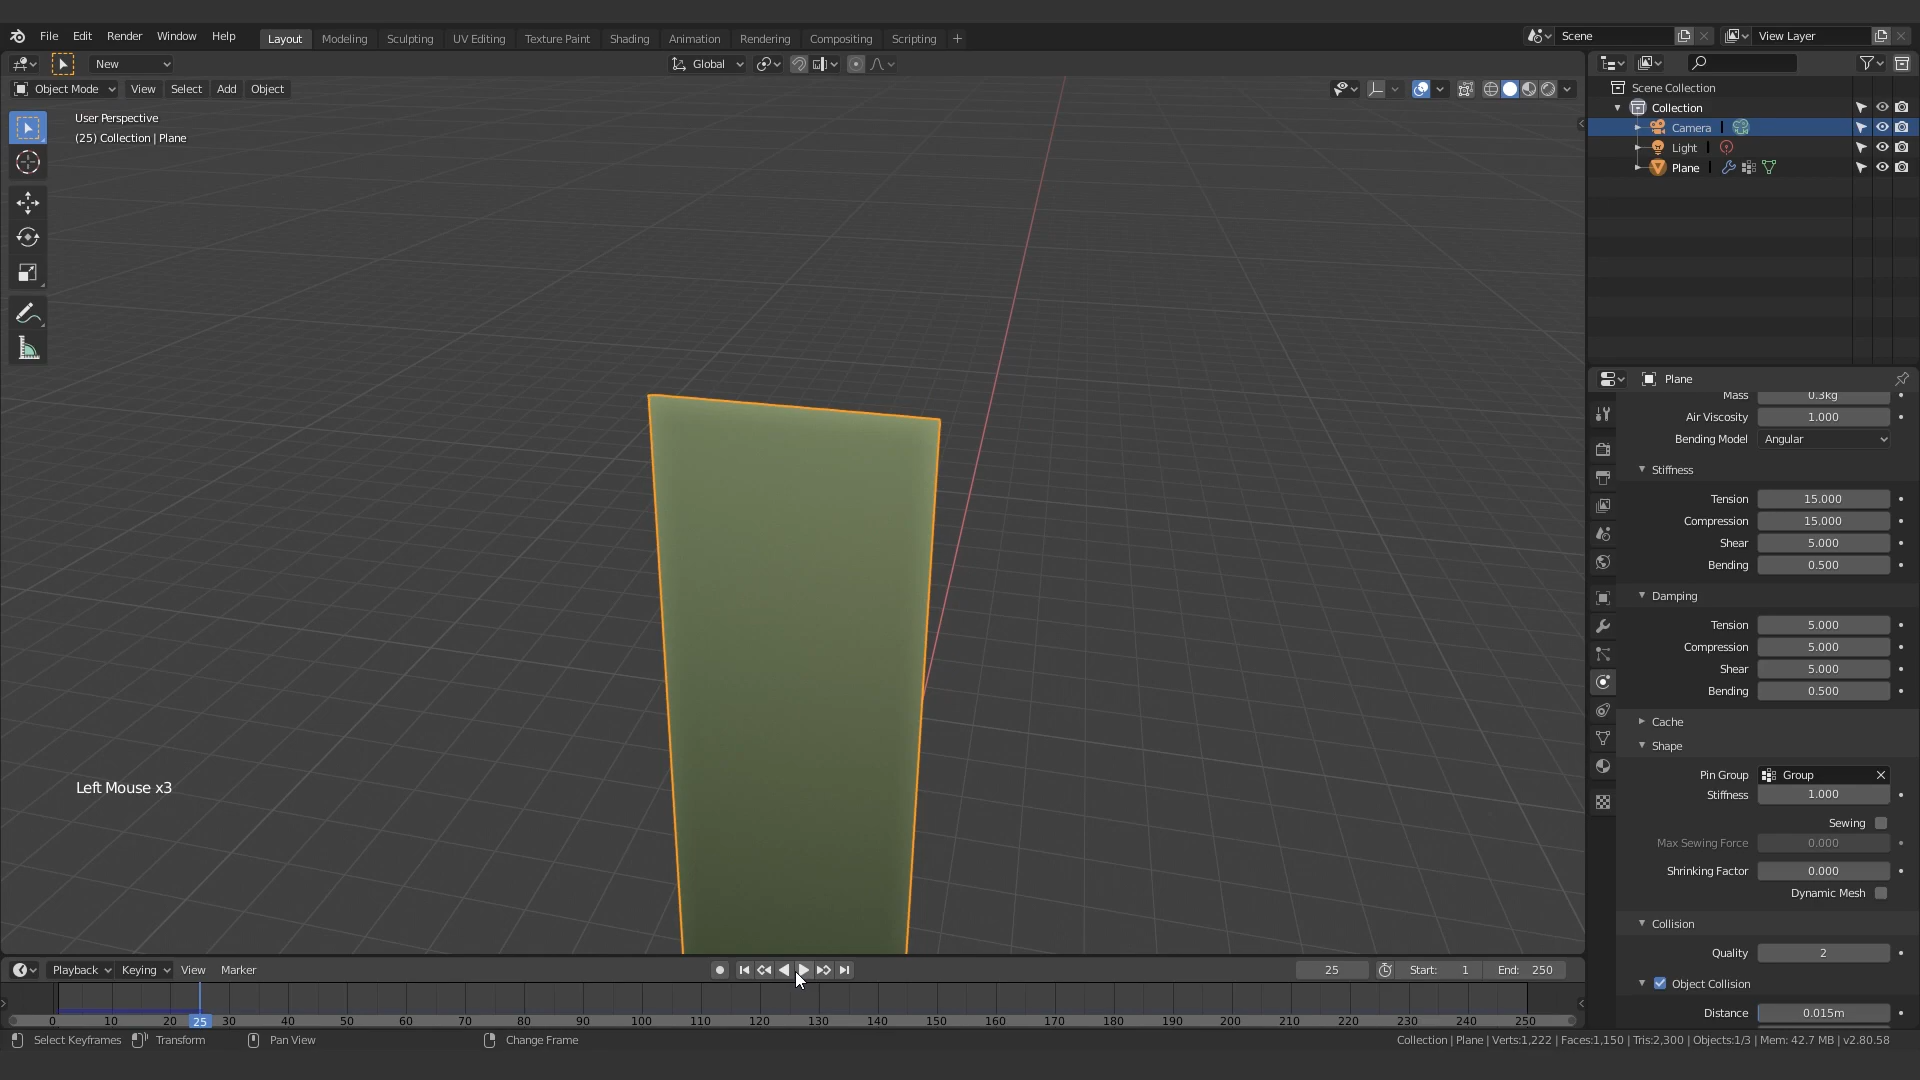 File Edit Render Window Help Layout Modeling Sculpting UV Editing Texture Paint Shading Animation Rendering Compositing Scripting + Scene View Layer
New Global
Object Mode View Select Add Object
User Perspective
(25) Collection | Plane
Scene Collection
Collection
Camera
Light
Plane
Plane
Mass 0.3kg
Air Viscosity 1.000
Bending Model Angular
Stiffness
Tension 15.000
Compression 15.000
Shear 5.000
Bending 0.500
Damping
Tension 5.000
Compression 5.000
Shear 5.000
Bending 0.500
Cache
Shape
Pin Group Group
Stiffness 1.000
Sewing
Max Sewing Force 0.000
Shrinking Factor 0.000
Dynamic Mesh
Collision
Quality 2
Object Collision
Distance 0.015m
Left Mouse x3
Playback Keying View Marker 25 Start: 1 End: 250
0 10 20 25 30 40 50 60 70 80 90 100 110 120 130 140 150 160 170 180 190 200 210 220 230 240 250
Select Keyframes Transform Pan View Change Frame Collection | Plane | Verts:1,222 | Faces:1,150 | Tris:2,300 | Objects:1/3 | Mem: 42.7 MB | v2.80.58